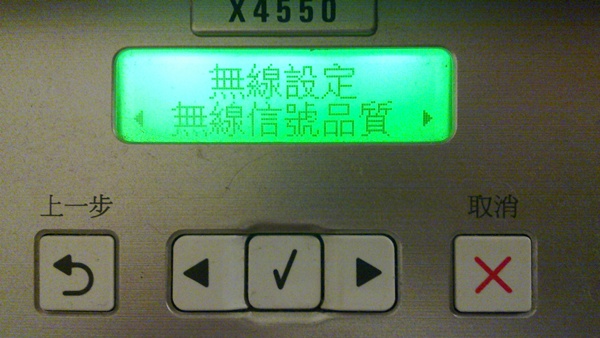 X4550
無線設定
無線信號品質
上一步
取消